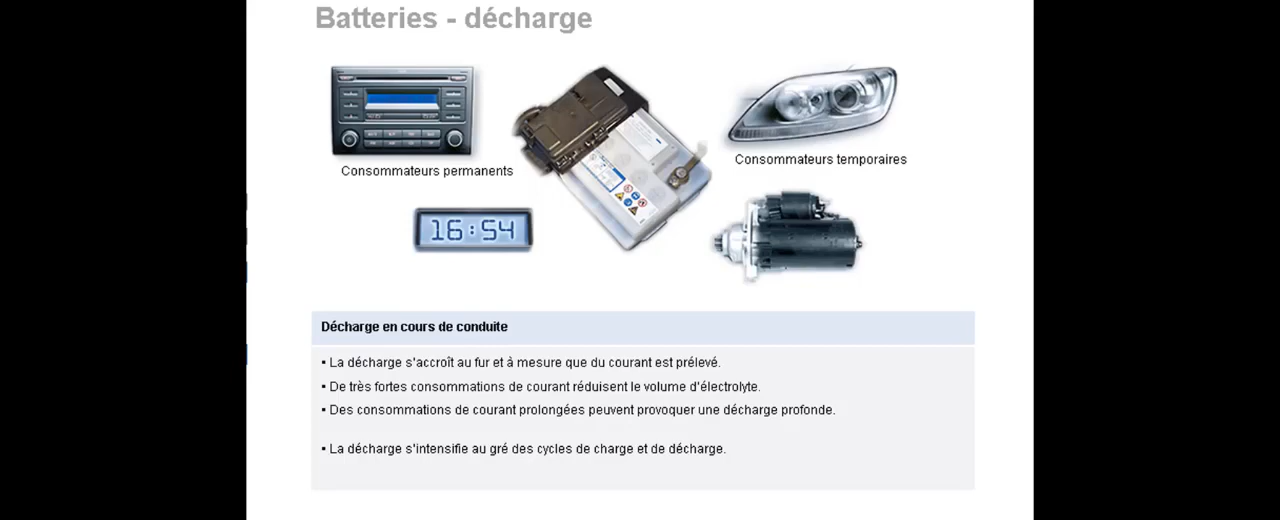 Batteries - décharge
Consommateurs permanents
Consommateurs temporaires
16:54
Décharge en cours de conduite
▪ La décharge s'accroît au fur et à mesure que du courant est prélevé.
▪ De très fortes consommations de courant réduisent le volume d'électrolyte.
▪ Des consommations de courant prolongées peuvent provoquer une décharge profonde.
▪ La décharge s'intensifie au gré des cycles de charge et de décharge.